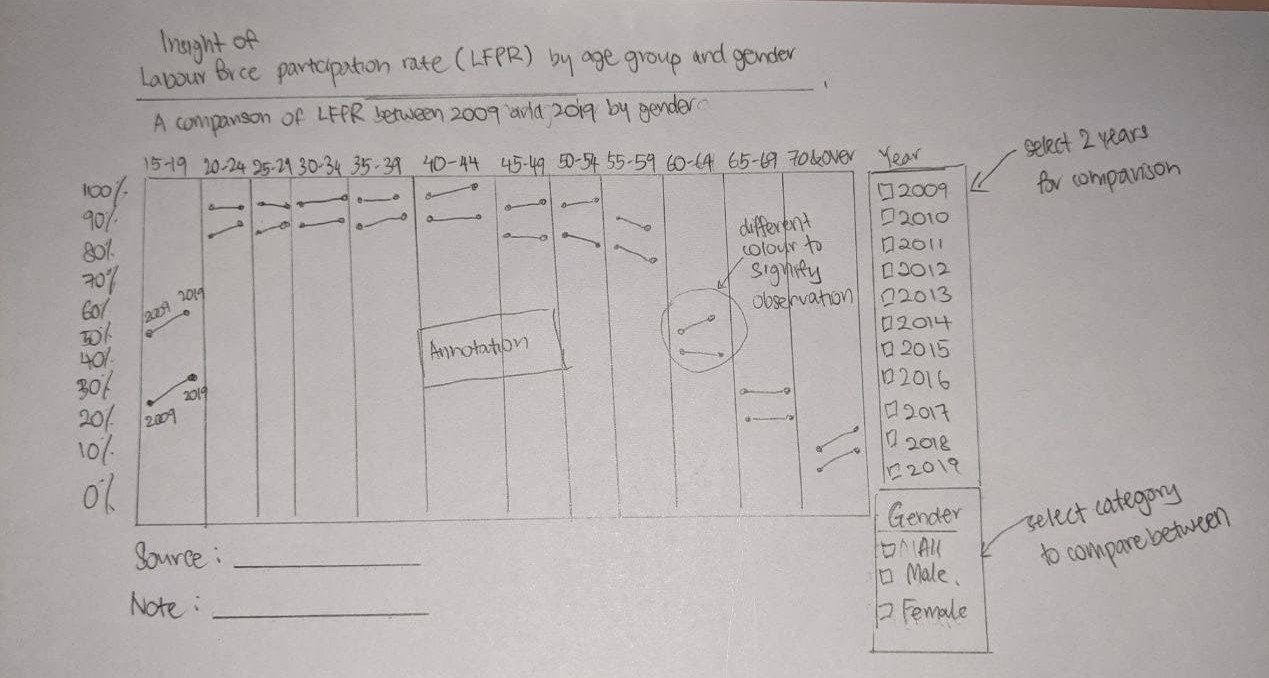 Insight of
Labour force participation rate (LFPR) by age group and gender
A comparison of LFPR between 2009 and 2019 by gender
15-19 20-24 25-29 30-34 35-39 40-44 45-49 50-54 55-59 60-64 65-69 70&over
100%
90%
80%
70%
60%
50%
40%
30%
20%
10%
0%
2009 2019
2019
2009
Annotation
different
colour to
signify
observation
Year
2009
2010
2011
2012
2013
2014
2015
2016
2017
2018
2019
select 2 years
for comparison
Gender
All
Male
Female
select category
to compare between
Source :
Note :